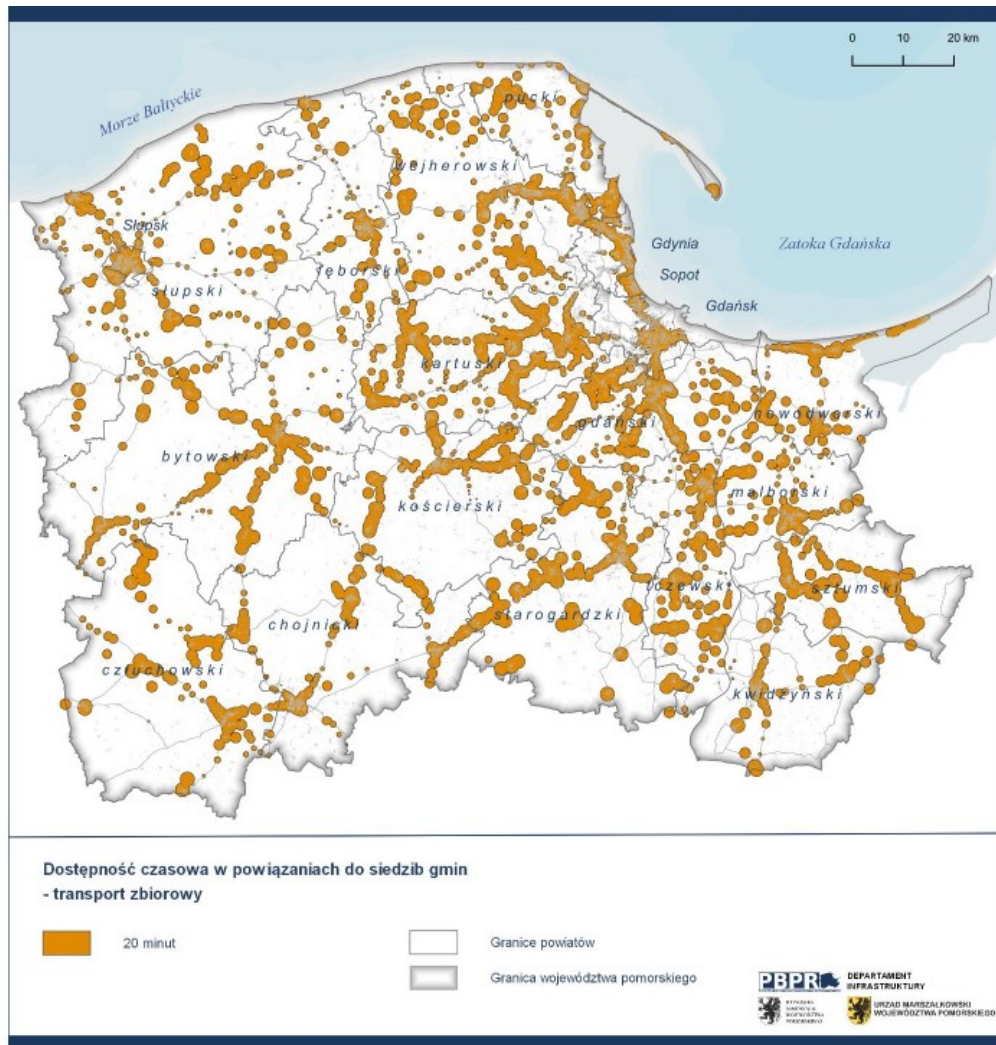 0 10 20 km
Morze Bałtyckie
pucki
wejherowski
Słupsk
Gdynia
Zatoka Gdańska
lęborski
Sopot
słupski
Gdańsk
kartuski
nowodworski
gdański
bytowski
malborski
kościerski
tczewski
sztumski
starogardzki
chojnicki
człuchowski
kwidzyński
Dostępność czasowa w powiązaniach do siedzib gmin
- transport zbiorowy
20 minut
Granice powiatów
Granica województwa pomorskiego
PBPR
DEPARTAMENT
INFRASTRUKTURY
URZĄD MARSZAŁKOWSKI
WOJEWÓDZTWA POMORSKIEGO